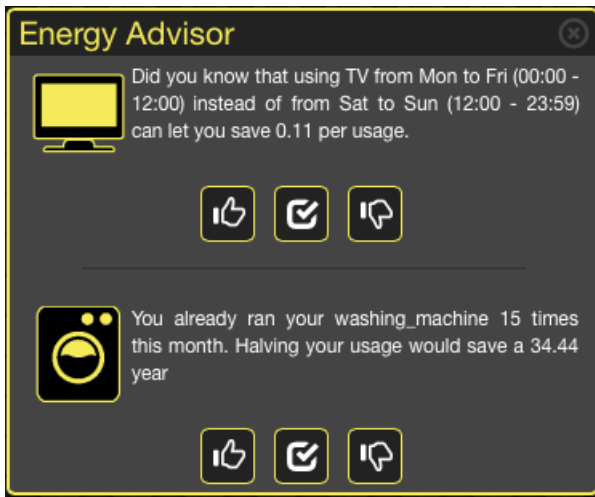 Energy Advisor
Did you know that using TV from Mon to Fri (00:00 -
12:00) instead of from Sat to Sun (12:00 - 23:59)
can let you save 0.11 per usage.
You already ran your washing_machine 15 times
this month. Halving your usage would save a 34.44
year